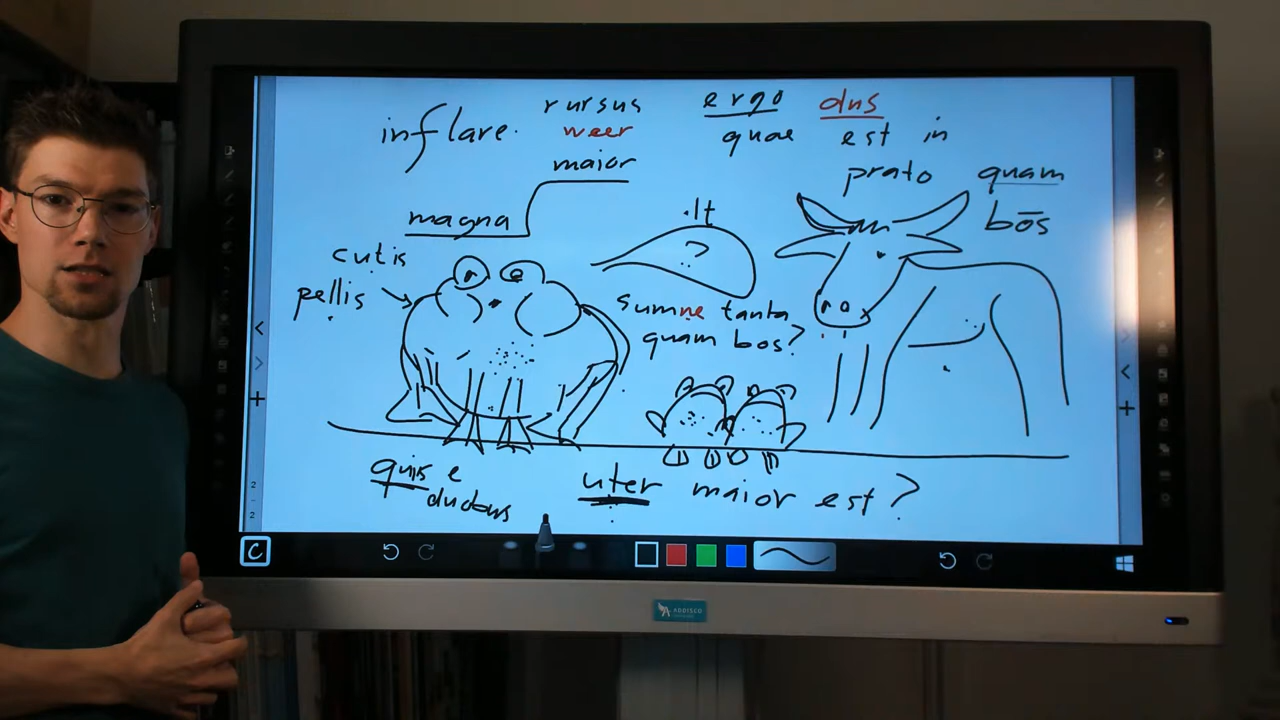 inflare.
rursus
weer
maior
ergo dus
quae est in
prato quam
bōs
magna
cutis
pellis
sumne tanta
quam bos?
quis e
duobus
uter maior est?
ADDISCO